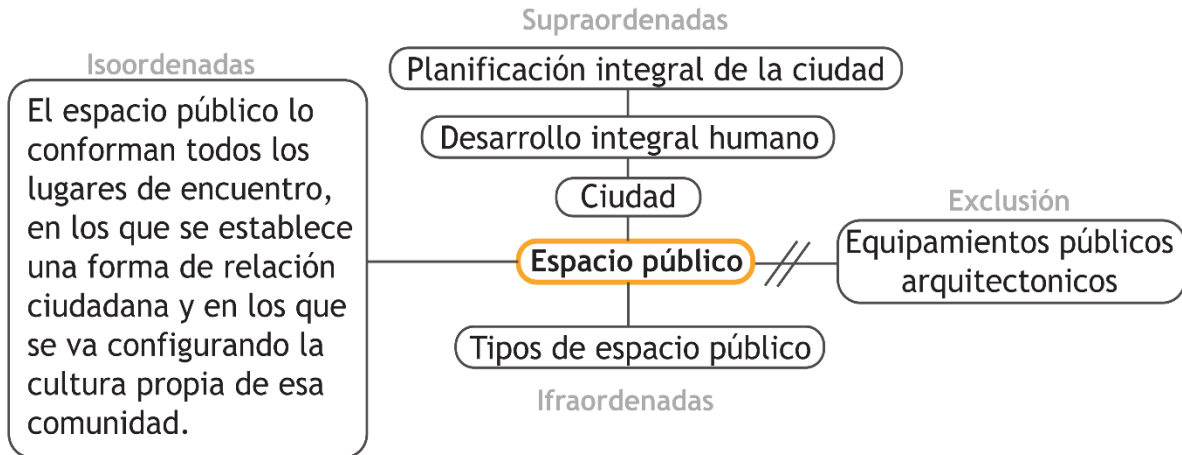 Supraordenadas
Planificación integral de la ciudad
Desarrollo integral humano
Ciudad
Isoordenadas
El espacio público lo
conforman todos los
lugares de encuentro,
en los que se establece
una forma de relación
ciudadana y en los que
se va configurando la
cultura propia de esa
comunidad.
Espacio público
Exclusión
Equipamientos públicos
arquitectonicos
Tipos de espacio público
Ifraordenadas